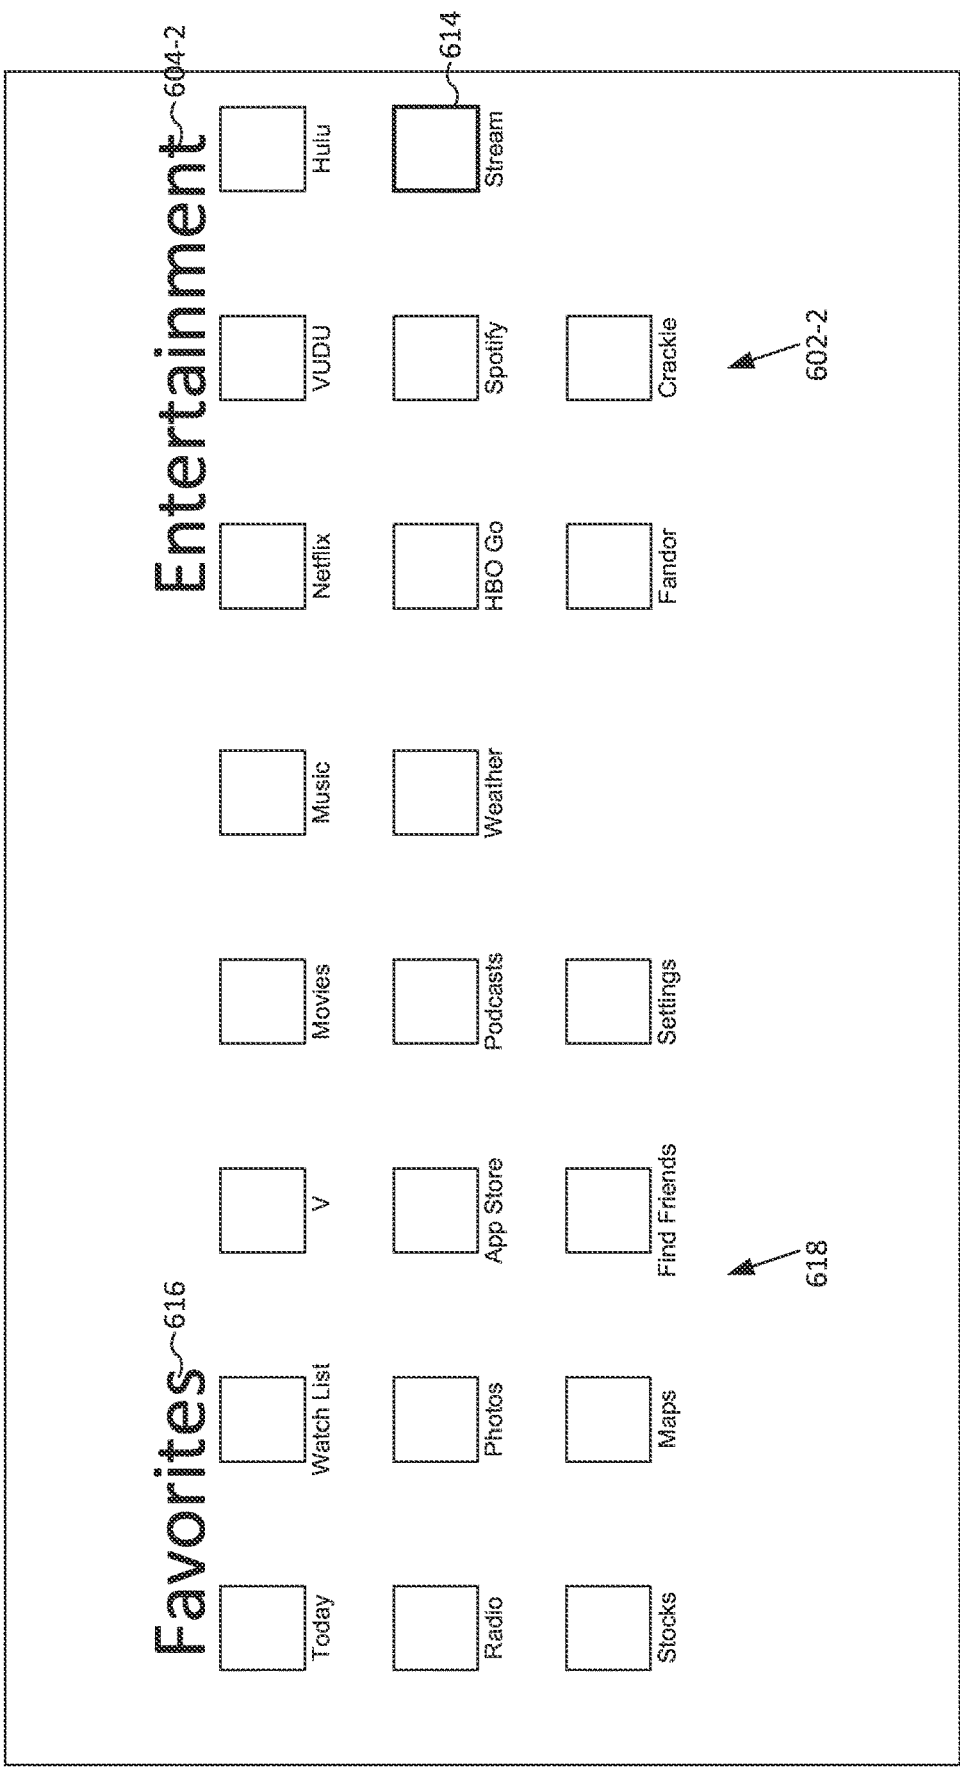 Favorites 616 Entertainment 604-2
Today Watch List V Movies Music Netflix VUDU Hulu
614
Radio Photos App Store Podcasts Weather HBO Go Spotify Stream
Stocks Maps Find Friends Settings Fandor Crackle
618 602-2